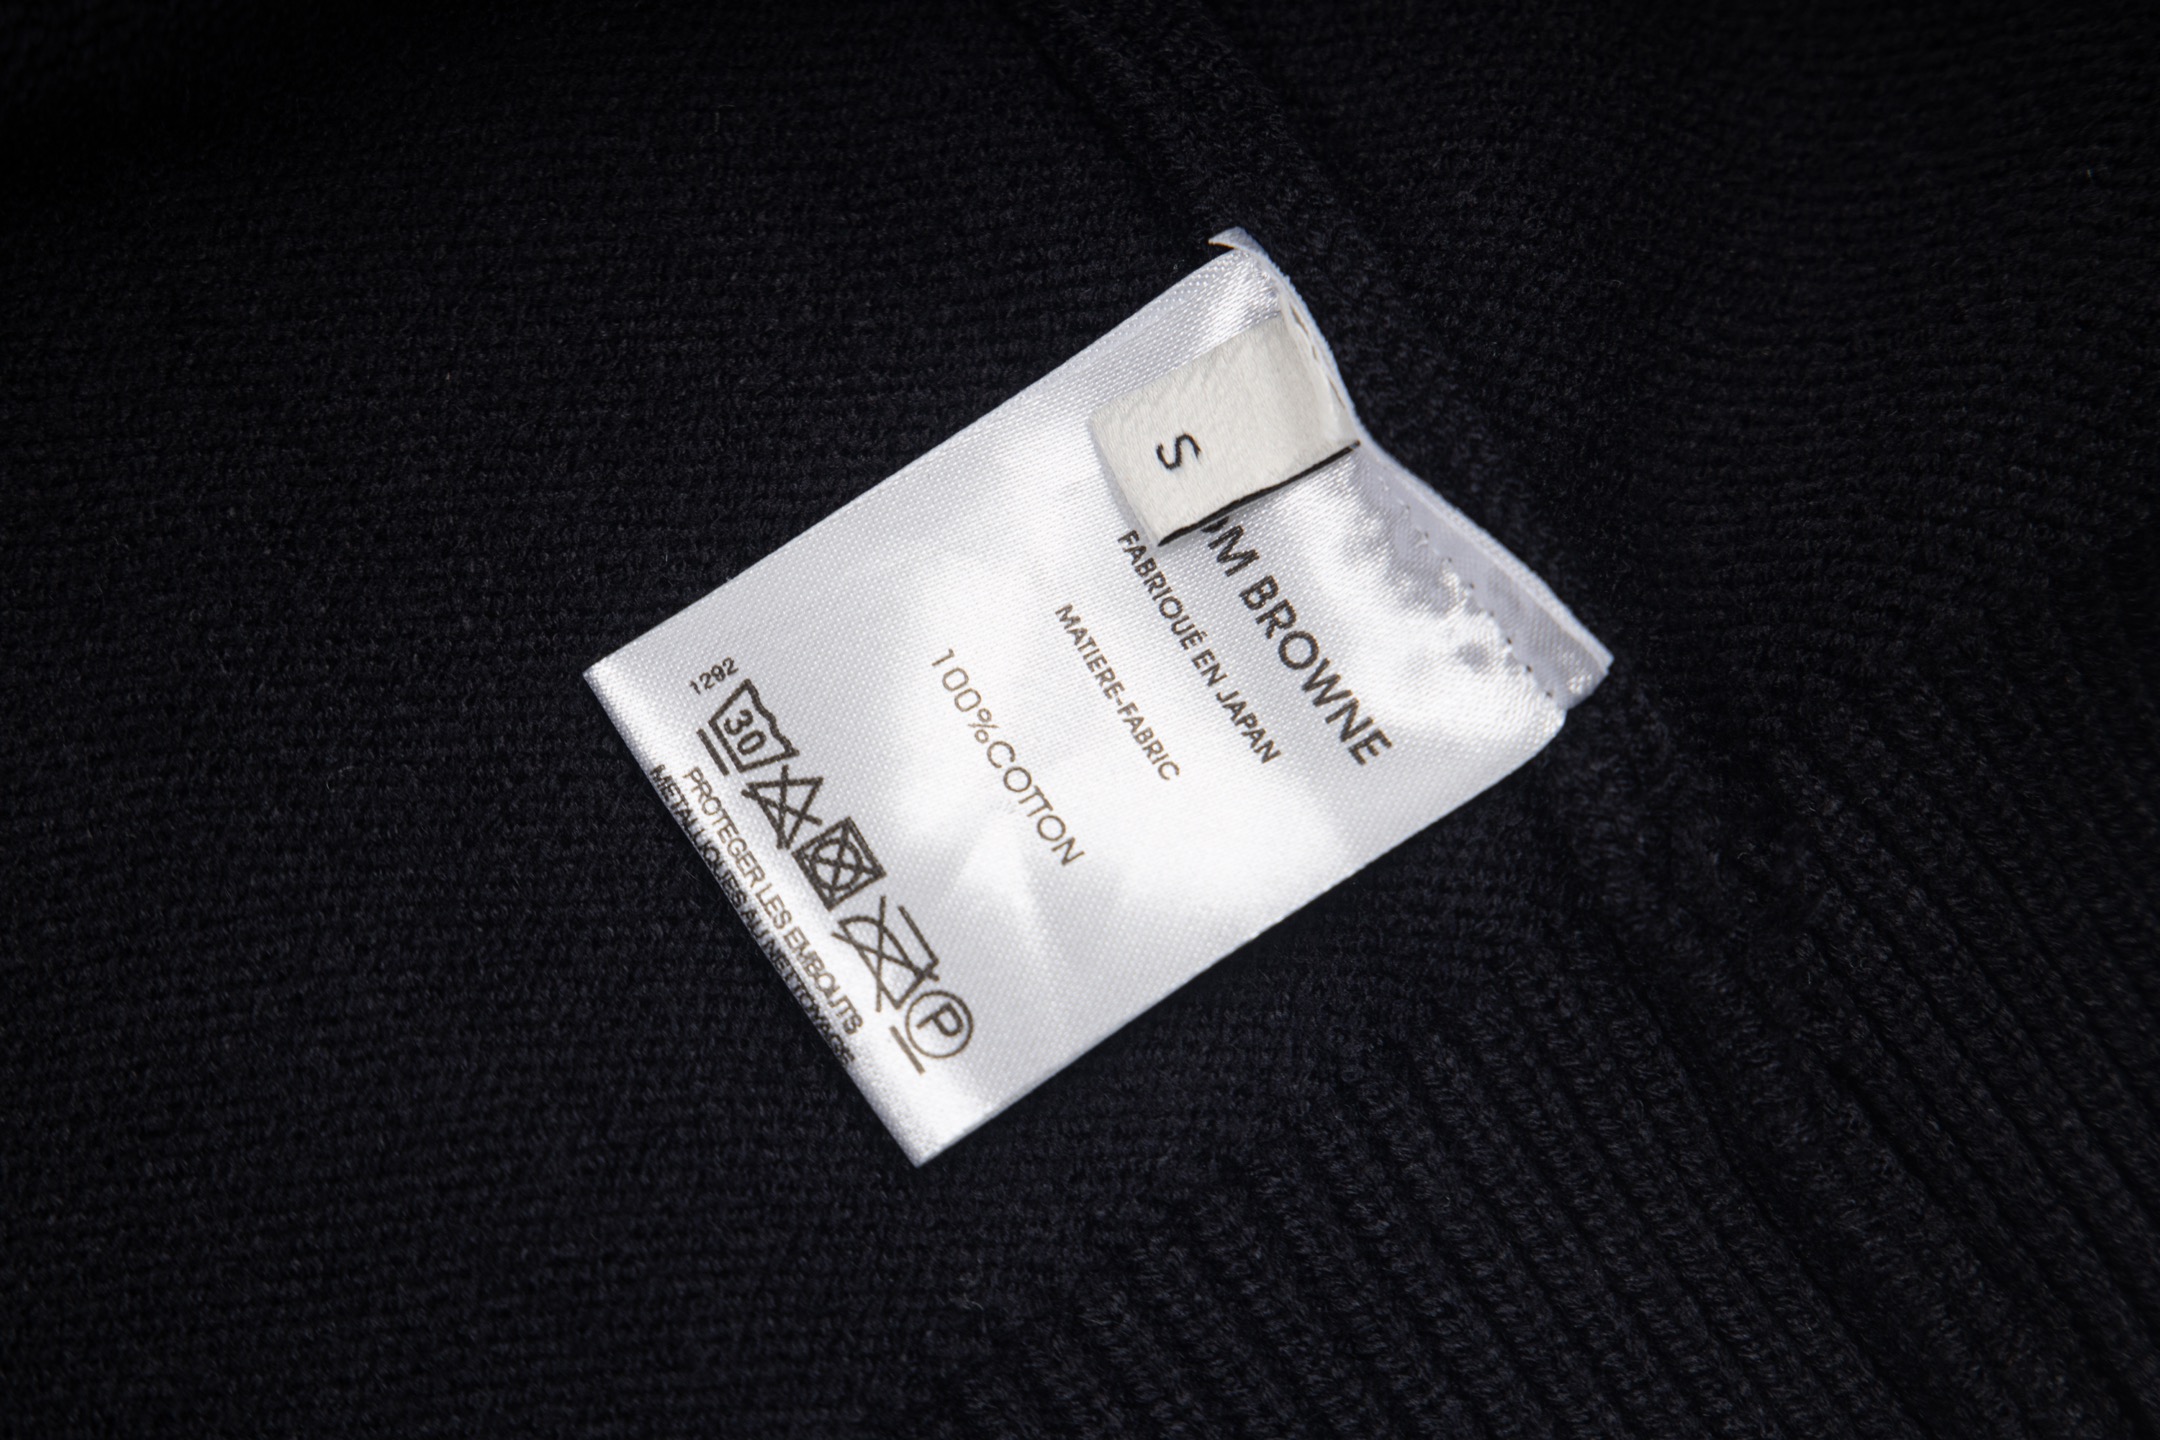 S
OM BROWNE
FABRIQUÉ EN JAPAN
MATIERE-FABRIC
100%COTTON
1292
30
P
PROTEGER LES EMBOUTS
METALLIQUES AU NETTOYAGE